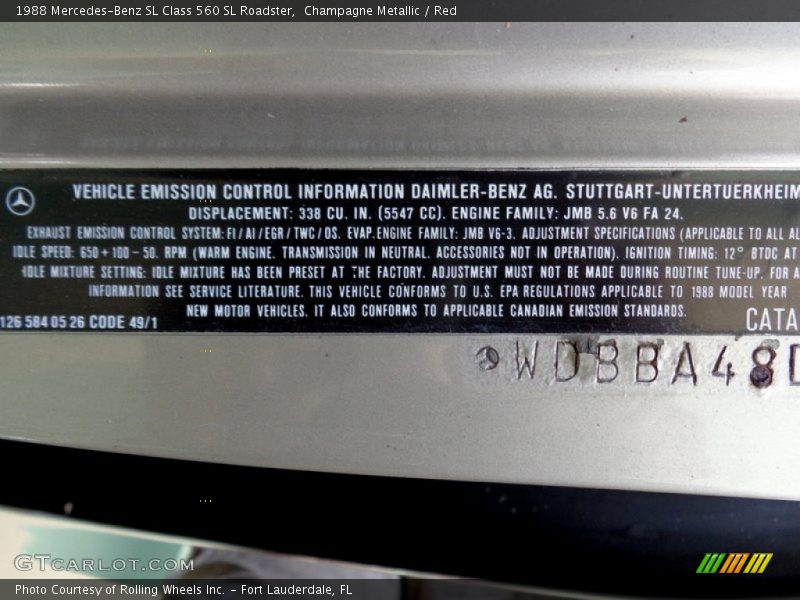 1988 Mercedes-Benz SL Class 560 SL Roadster, Champagne Metallic / Red
VEHICLE EMISSION CONTROL INFORMATION DAIMLER-BENZ AG. STUTTGART-UNTERTUERKHEIM
DISPLACEMENT: 338 CU. IN. (5547 CC). ENGINE FAMILY: JMB 5.6 V6 FA 24.
EXHAUST EMISSION CONTROL SYSTEM: FI / AI / EGR / TWC / OS. EVAP. ENGINE FAMILY: JMB V6-3. ADJUSTMENT SPECIFICATIONS (APPLICABLE TO ALL
IDLE SPEED: 650 + 100 - 50. RPM (WARM ENGINE. TRANSMISSION IN NEUTRAL. ACCESSORIES NOT IN OPERATION). IGNITION TIMING: 12° BTDC AT
IDLE MIXTURE SETTING: IDLE MIXTURE HAS BEEN PRESET AT THE FACTORY. ADJUSTMENT MUST NOT BE MADE DURING ROUTINE TUNE-UP. FOR
INFORMATION SEE SERVICE LITERATURE. THIS VEHICLE CONFORMS TO U.S. EPA REGULATIONS APPLICABLE TO 1988 MODEL YEAR
NEW MOTOR VEHICLES. IT ALSO CONFORMS TO APPLICABLE CANADIAN EMISSION STANDARDS.
126 584 05 26 CODE 49/1
CATA
WDBBA48D
GTCARLOT.COM
Photo Courtesy of Rolling Wheels Inc. - Fort Lauderdale, FL